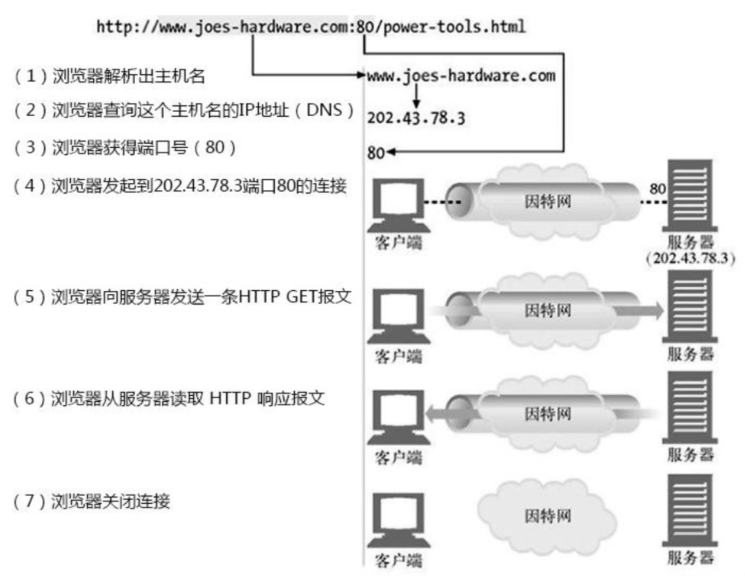 http://www.joes-hardware.com:80/power-tools.html
（1）浏览器解析出主机名
www.joes-hardware.com
（2）浏览器查询这个主机名的IP地址（DNS）
202.43.78.3
（3）浏览器获得端口号（80）
80
（4）浏览器发起到202.43.78.3端口80的连接
因特网
80
客户端
服务器
(202.43.78.3)
（5）浏览器向服务器发送一条HTTP GET报文
因特网
客户端
服务器
（6）浏览器从服务器读取 HTTP 响应报文
因特网
客户端
服务器
（7）浏览器关闭连接
因特网
客户端
服务器